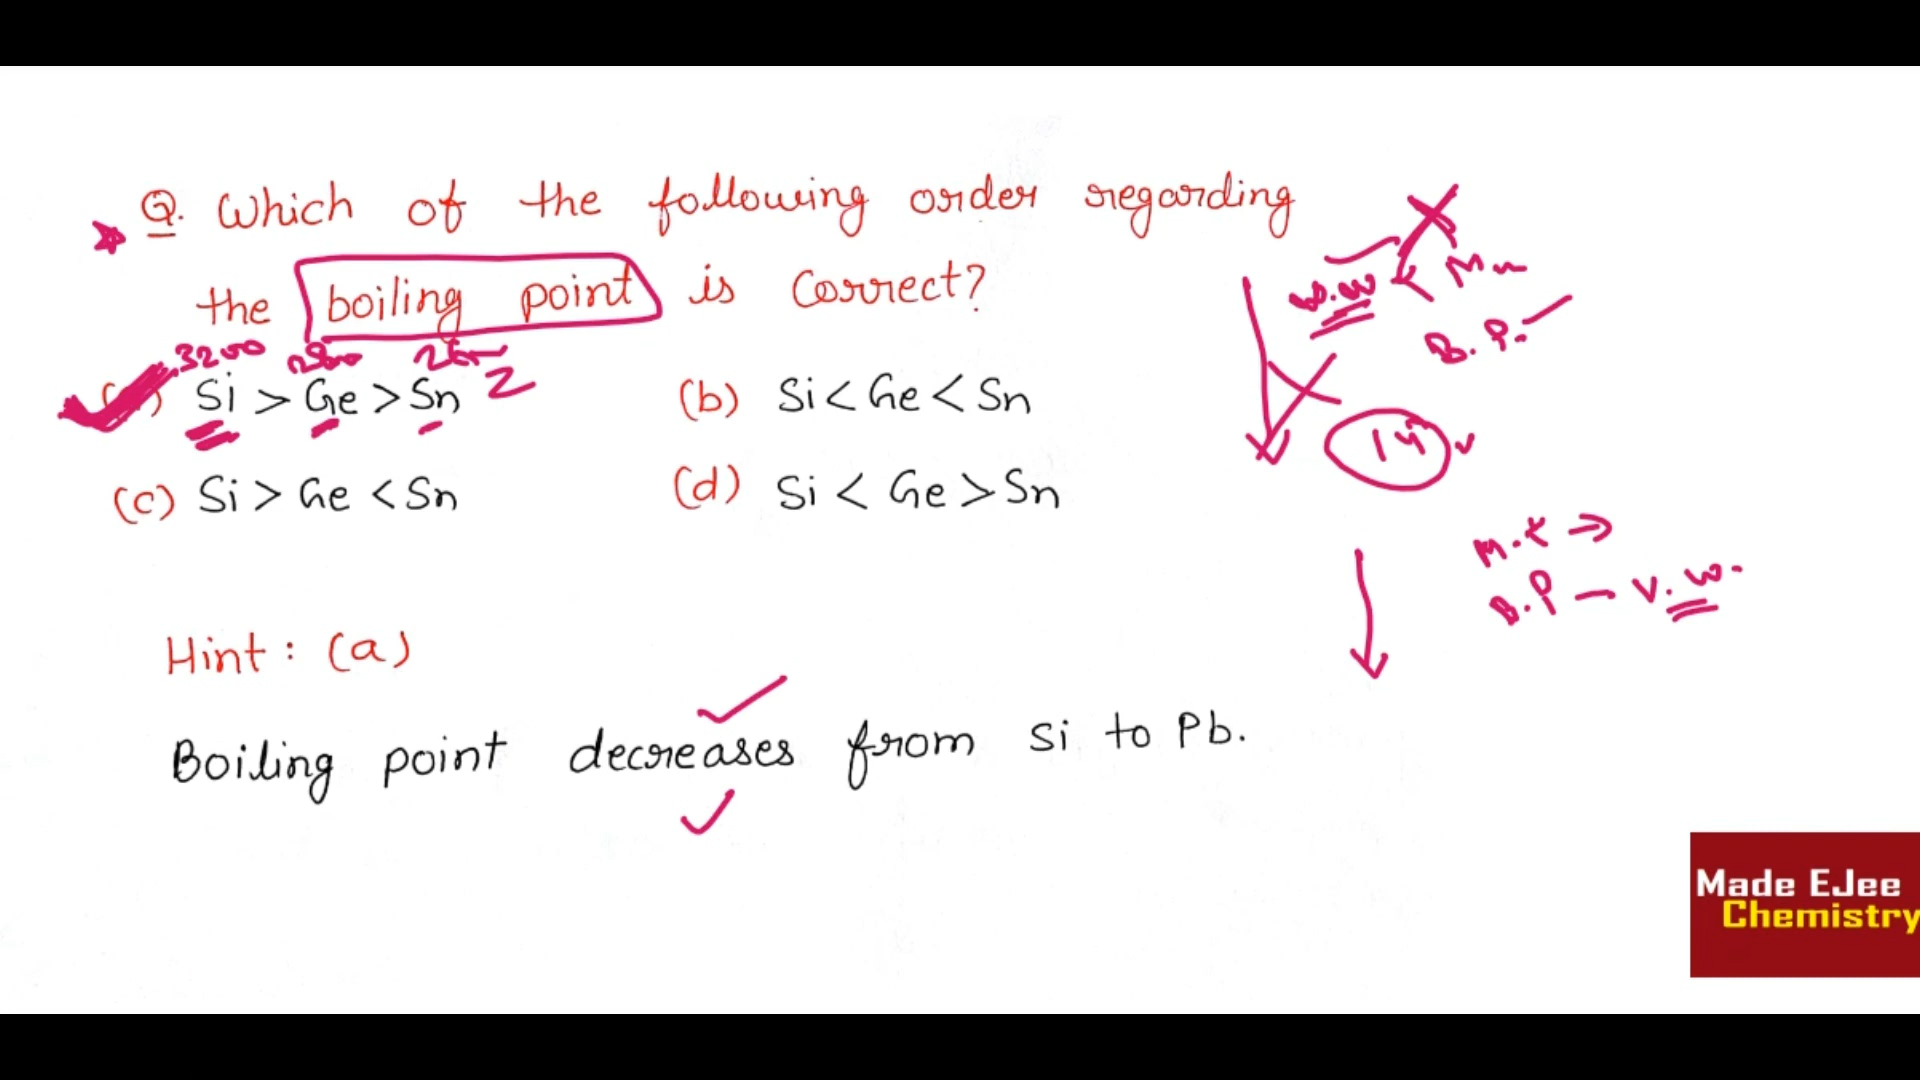 Q. Which of the following order regarding
the boiling point is correct?
3200
Si > Ge > Sn
(b) Si < Ge < Sn
(c) Si > Ge < Sn
(d) Si < Ge > Sn
Hint : (a)
Boiling point decreases from Si to Pb.
B.P.
14
B.P – V.W.
Made EJee
Chemistry